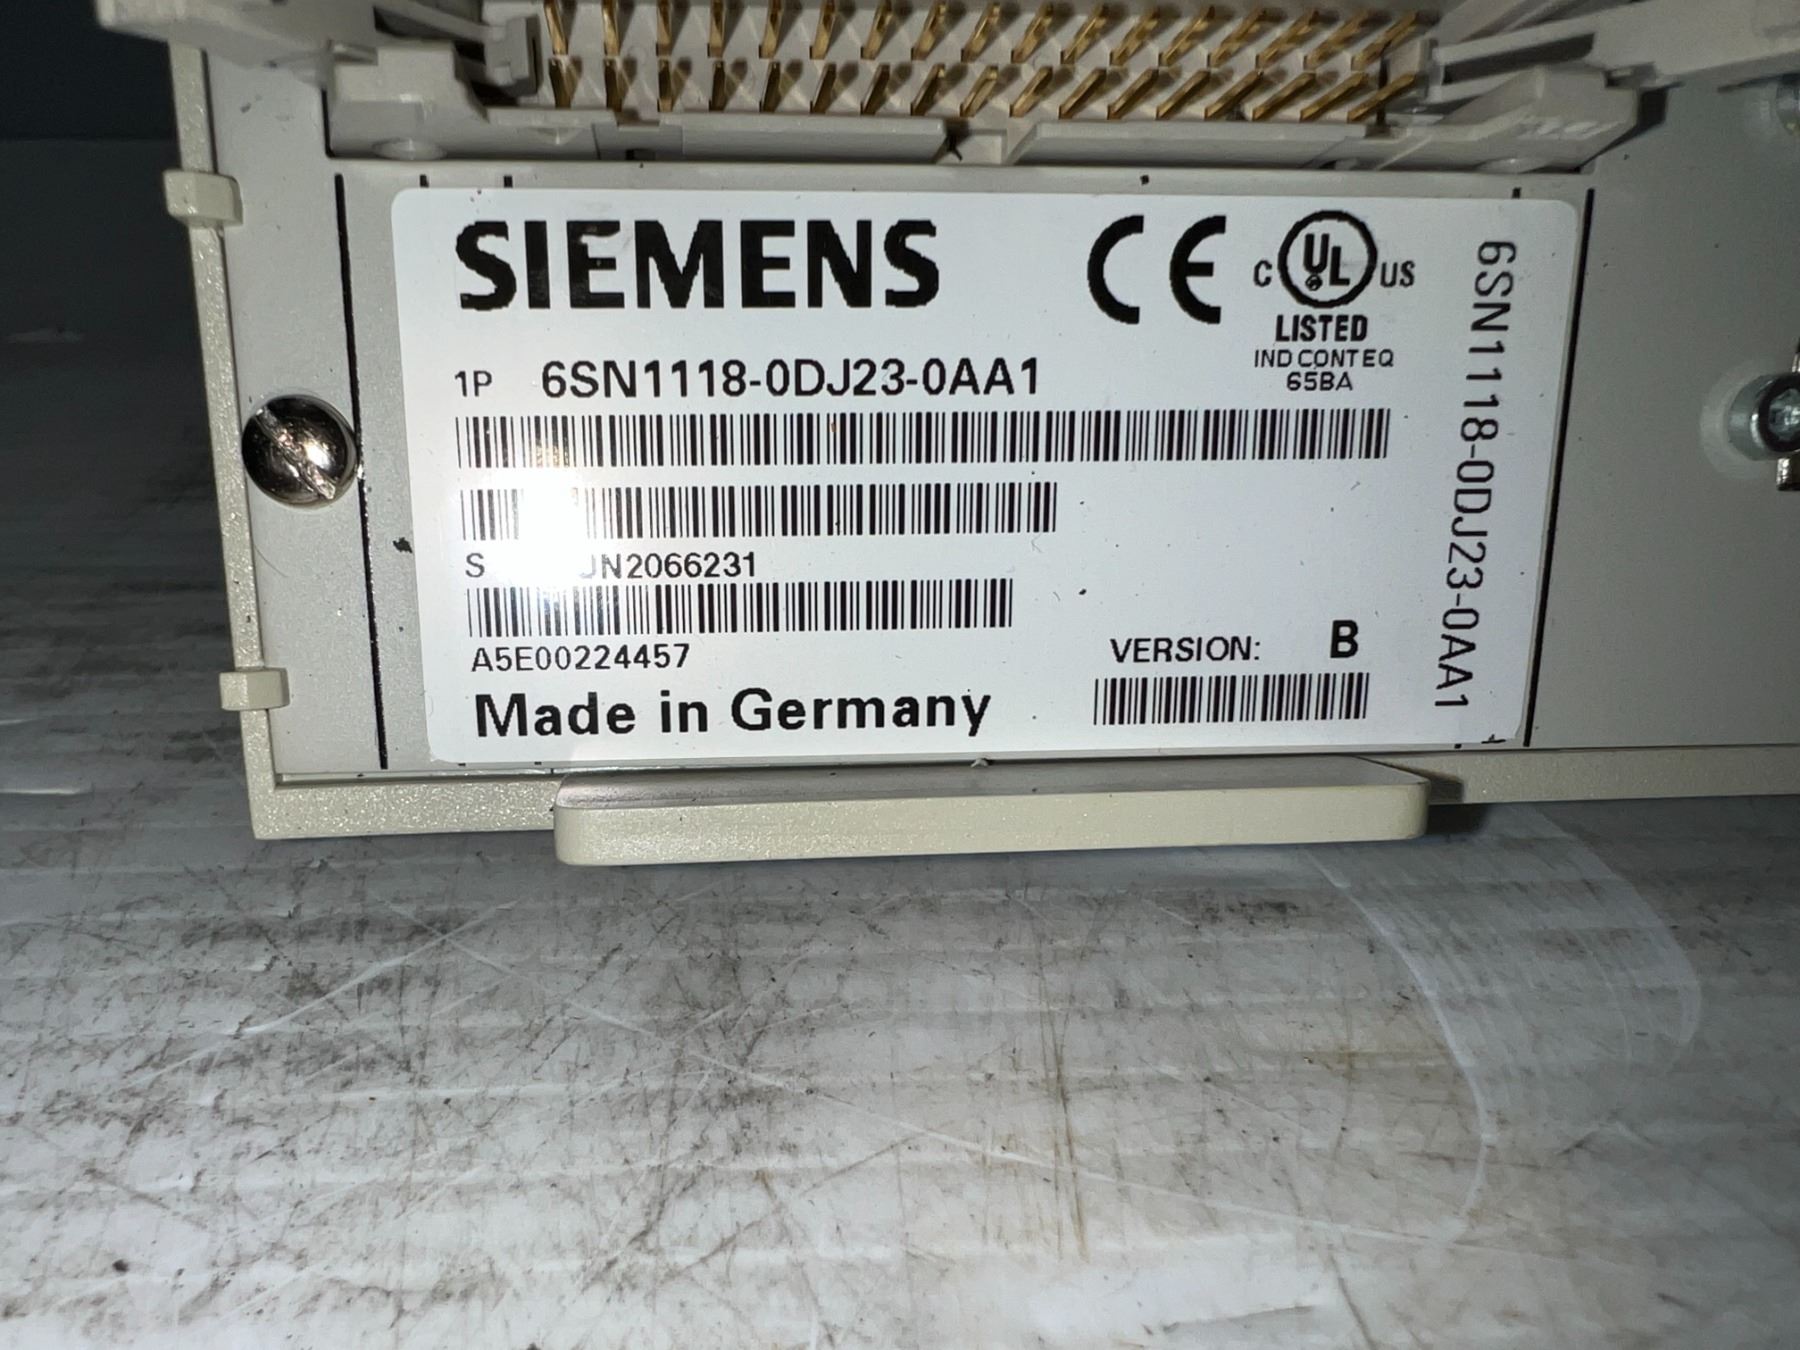 SIEMENS
CE
C UL US
LISTED
IND CONT EQ
65BA
1P 6SN1118-0DJ23-0AA1
S
A5E00224457
Made in Germany
VERSION: B
6SN1118-0DJ23-0AA1